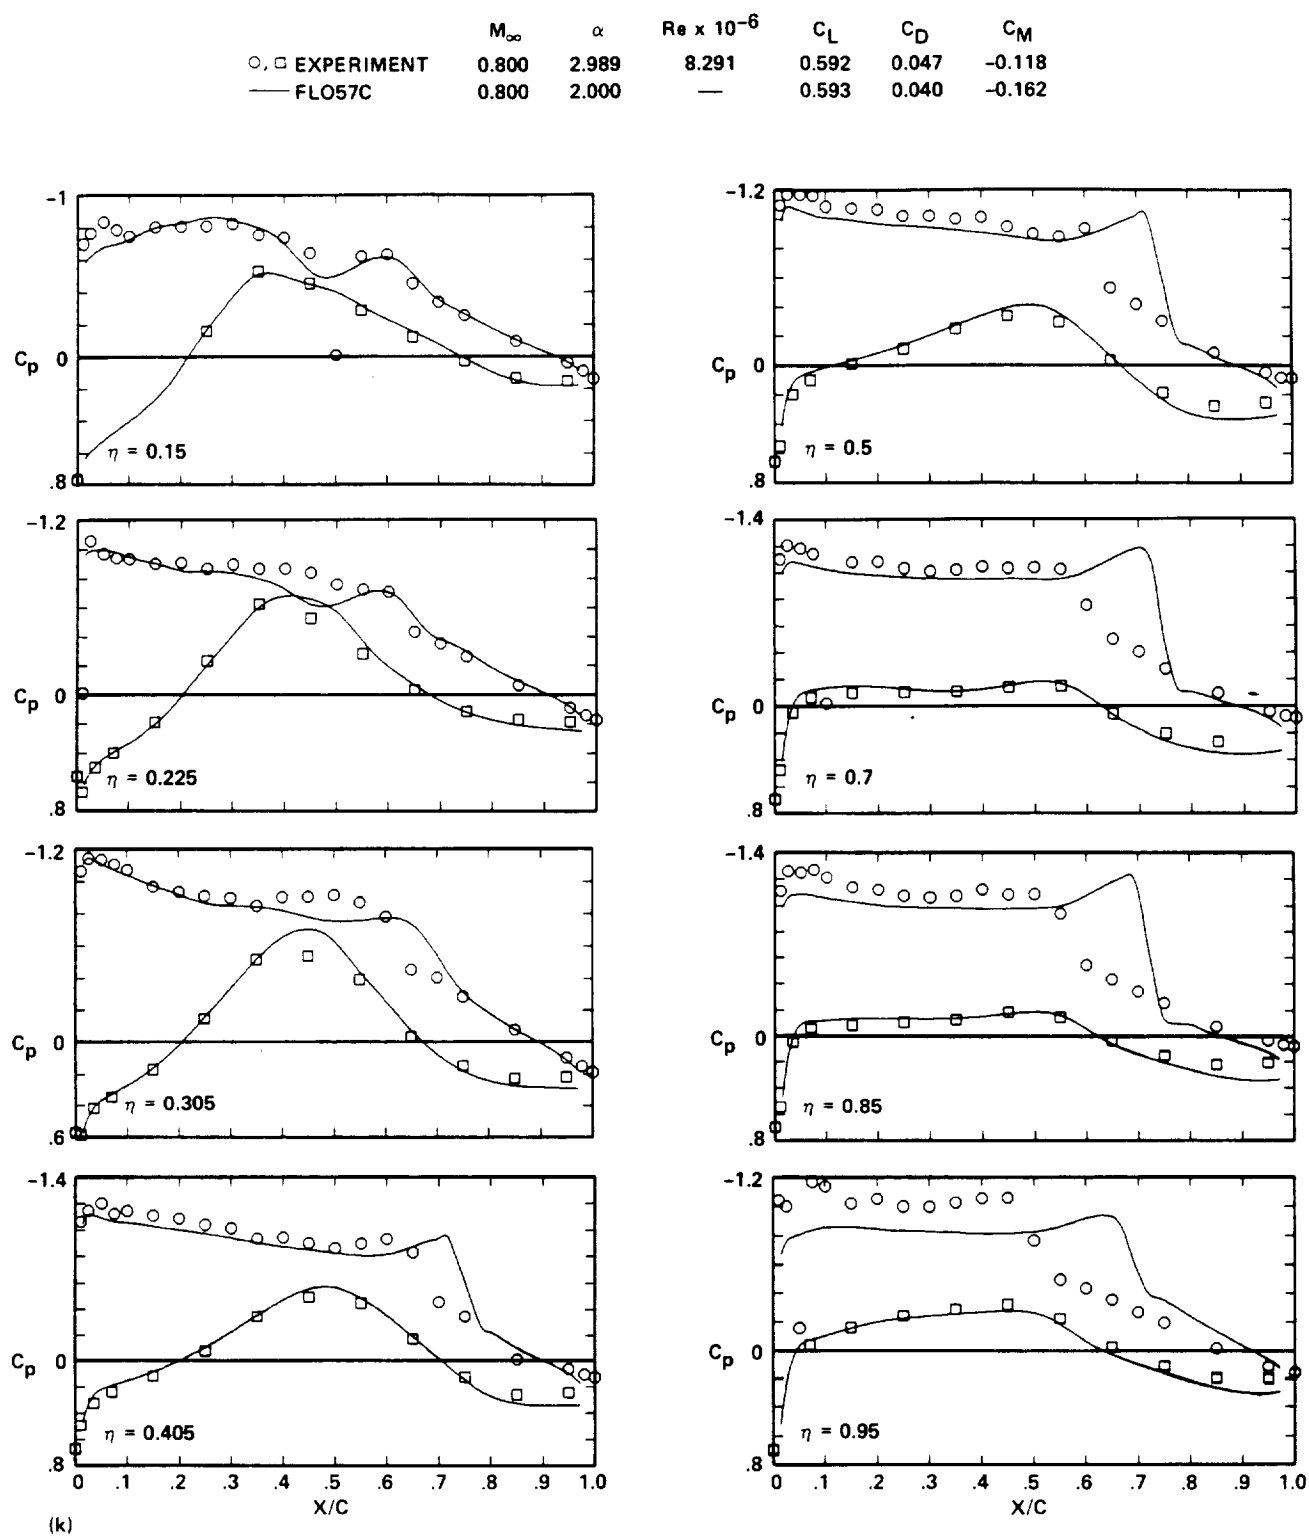 M∞ α Re x 10⁻⁶ C_L C_D C_M
○, □ EXPERIMENT 0.800 2.989 8.291 0.592 0.047 −0.118
— FLO57C 0.800 2.000 — 0.593 0.040 −0.162
−1
C_p 0
η = 0.15
.8
−1.2
C_p 0
η = 0.225
.8
−1.2
C_p 0
η = 0.305
.6
−1.4
C_p 0
η = 0.405
.8
0 .1 .2 .3 .4 .5 .6 .7 .8 .9 1.0
X/C
−1.2
C_p 0
η = 0.5
.8
−1.4
C_p 0
η = 0.7
.8
−1.4
C_p 0
η = 0.85
.8
−1.2
C_p 0
η = 0.95
.8
0 .1 .2 .3 .4 .5 .6 .7 .8 .9 1.0
X/C
(k)